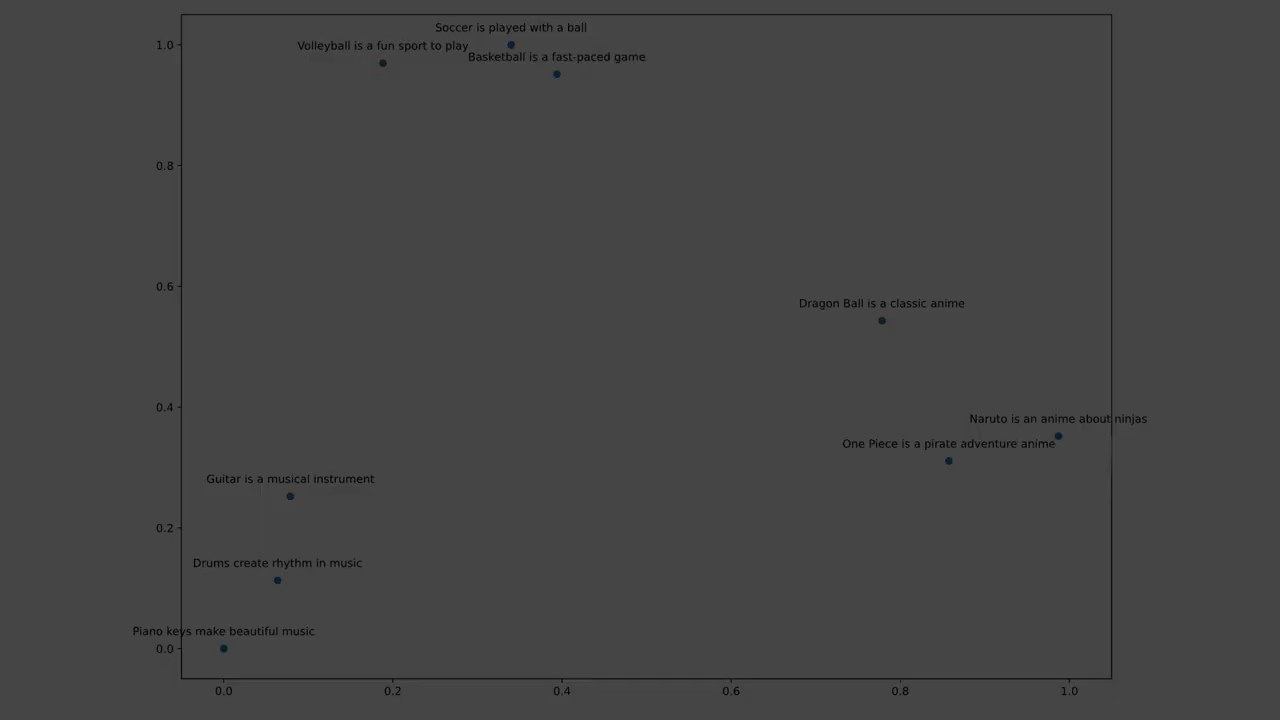 Soccer is played with a ball
1.0
Volleyball is a fun sport to play
Basketball is a fast-paced game
0.8
0.6
Dragon Ball is a classic anime
0.4
Naruto is an anime about ninjas
One Piece is a pirate adventure anime
Guitar is a musical instrument
0.2
Drums create rhythm in music
Piano keys make beautiful music
0.0
0.0 0.2 0.4 0.6 0.8 1.0